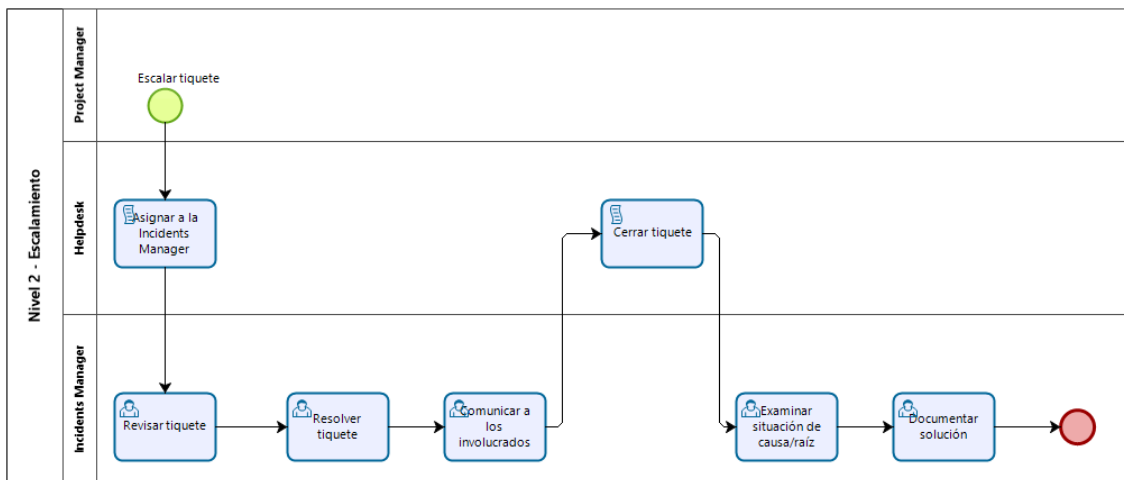 Nivel 2 - Escalamiento
Project Manager
Escalar tiquete
Helpdesk
Asignar a la
Incidents
Manager
Cerrar tiquete
Incidents Manager
Revisar tiquete
Resolver
tiquete
Comunicar a
los
involucrados
Examinar
situación de
causa/raíz
Documentar
solución